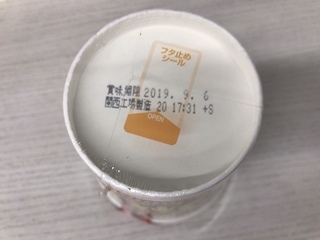 フタ止め
シール
賞味期限 2019. 9. 6
関西工場製造 20 17:31 +S
OPEN